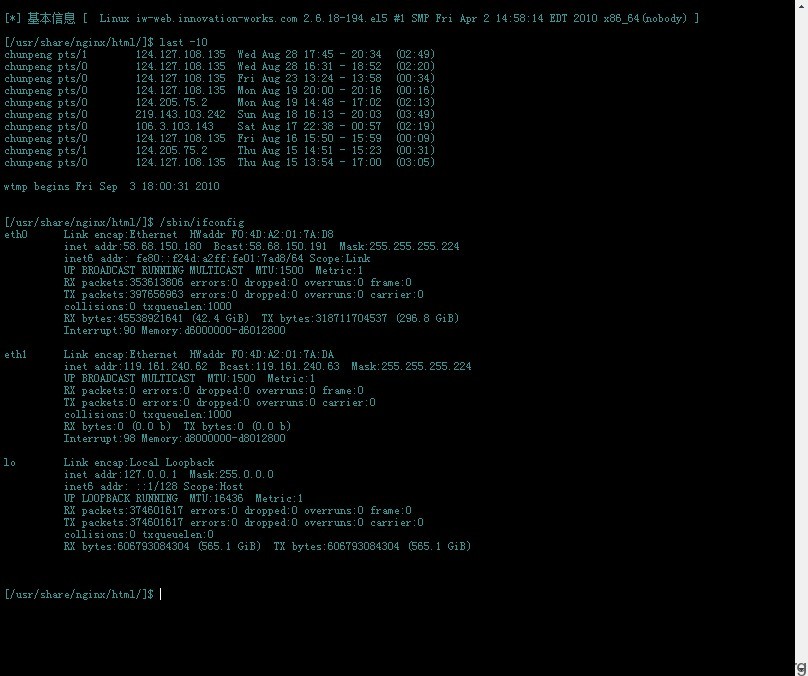 [*] 基本信息 [  Linux iw-web.innovation-works.com 2.6.18-194.el5 #1 SMP Fri Apr 2 14:58:14 EDT 2010 x86_64(nobody) ]
[/usr/share/nginx/html/]$ last -10
chunpeng pts/1        124.127.108.135  Wed Aug 28 17:45 - 20:34  (02:49)
chunpeng pts/0        124.127.108.135  Wed Aug 28 16:31 - 18:52  (02:20)
chunpeng pts/0        124.127.108.135  Fri Aug 23 13:24 - 13:58  (00:34)
chunpeng pts/0        124.127.108.135  Mon Aug 19 20:00 - 20:16  (00:16)
chunpeng pts/0        124.205.75.2     Mon Aug 19 14:48 - 17:02  (02:13)
chunpeng pts/0        219.143.103.242  Sun Aug 18 16:13 - 20:03  (03:49)
chunpeng pts/0        106.3.103.143    Sat Aug 17 22:38 - 00:57  (02:19)
chunpeng pts/0        124.127.108.135  Fri Aug 16 15:50 - 15:59  (00:09)
chunpeng pts/1        124.205.75.2     Thu Aug 15 14:51 - 15:23  (00:31)
chunpeng pts/0        124.127.108.135  Thu Aug 15 13:54 - 17:00  (03:05)
wtmp begins Fri Sep  3 18:00:31 2010
[/usr/share/nginx/html/]$ /sbin/ifconfig
eth0      Link encap:Ethernet  HWaddr F0:4D:A2:01:7A:D8
inet addr:58.68.150.180  Bcast:58.68.150.191  Mask:255.255.255.224
inet6 addr: fe80::f24d:a2ff:fe01:7ad8/64 Scope:Link
UP BROADCAST RUNNING MULTICAST  MTU:1500  Metric:1
RX packets:353613806 errors:0 dropped:0 overruns:0 frame:0
TX packets:397656963 errors:0 dropped:0 overruns:0 carrier:0
collisions:0 txqueuelen:1000
RX bytes:45538921641 (42.4 GiB)  TX bytes:318711704537 (296.8 GiB)
Interrupt:90 Memory:d6000000-d6012800
eth1      Link encap:Ethernet  HWaddr F0:4D:A2:01:7A:DA
inet addr:119.161.240.62  Bcast:119.161.240.63  Mask:255.255.255.224
UP BROADCAST MULTICAST  MTU:1500  Metric:1
RX packets:0 errors:0 dropped:0 overruns:0 frame:0
TX packets:0 errors:0 dropped:0 overruns:0 carrier:0
collisions:0 txqueuelen:1000
RX bytes:0 (0.0 b)  TX bytes:0 (0.0 b)
Interrupt:98 Memory:d8000000-d8012800
lo        Link encap:Local Loopback
inet addr:127.0.0.1  Mask:255.0.0.0
inet6 addr: ::1/128 Scope:Host
UP LOOPBACK RUNNING  MTU:16436  Metric:1
RX packets:374601617 errors:0 dropped:0 overruns:0 frame:0
TX packets:374601617 errors:0 dropped:0 overruns:0 carrier:0
collisions:0 txqueuelen:0
RX bytes:606793084304 (565.1 GiB)  TX bytes:606793084304 (565.1 GiB)
[/usr/share/nginx/html/]$